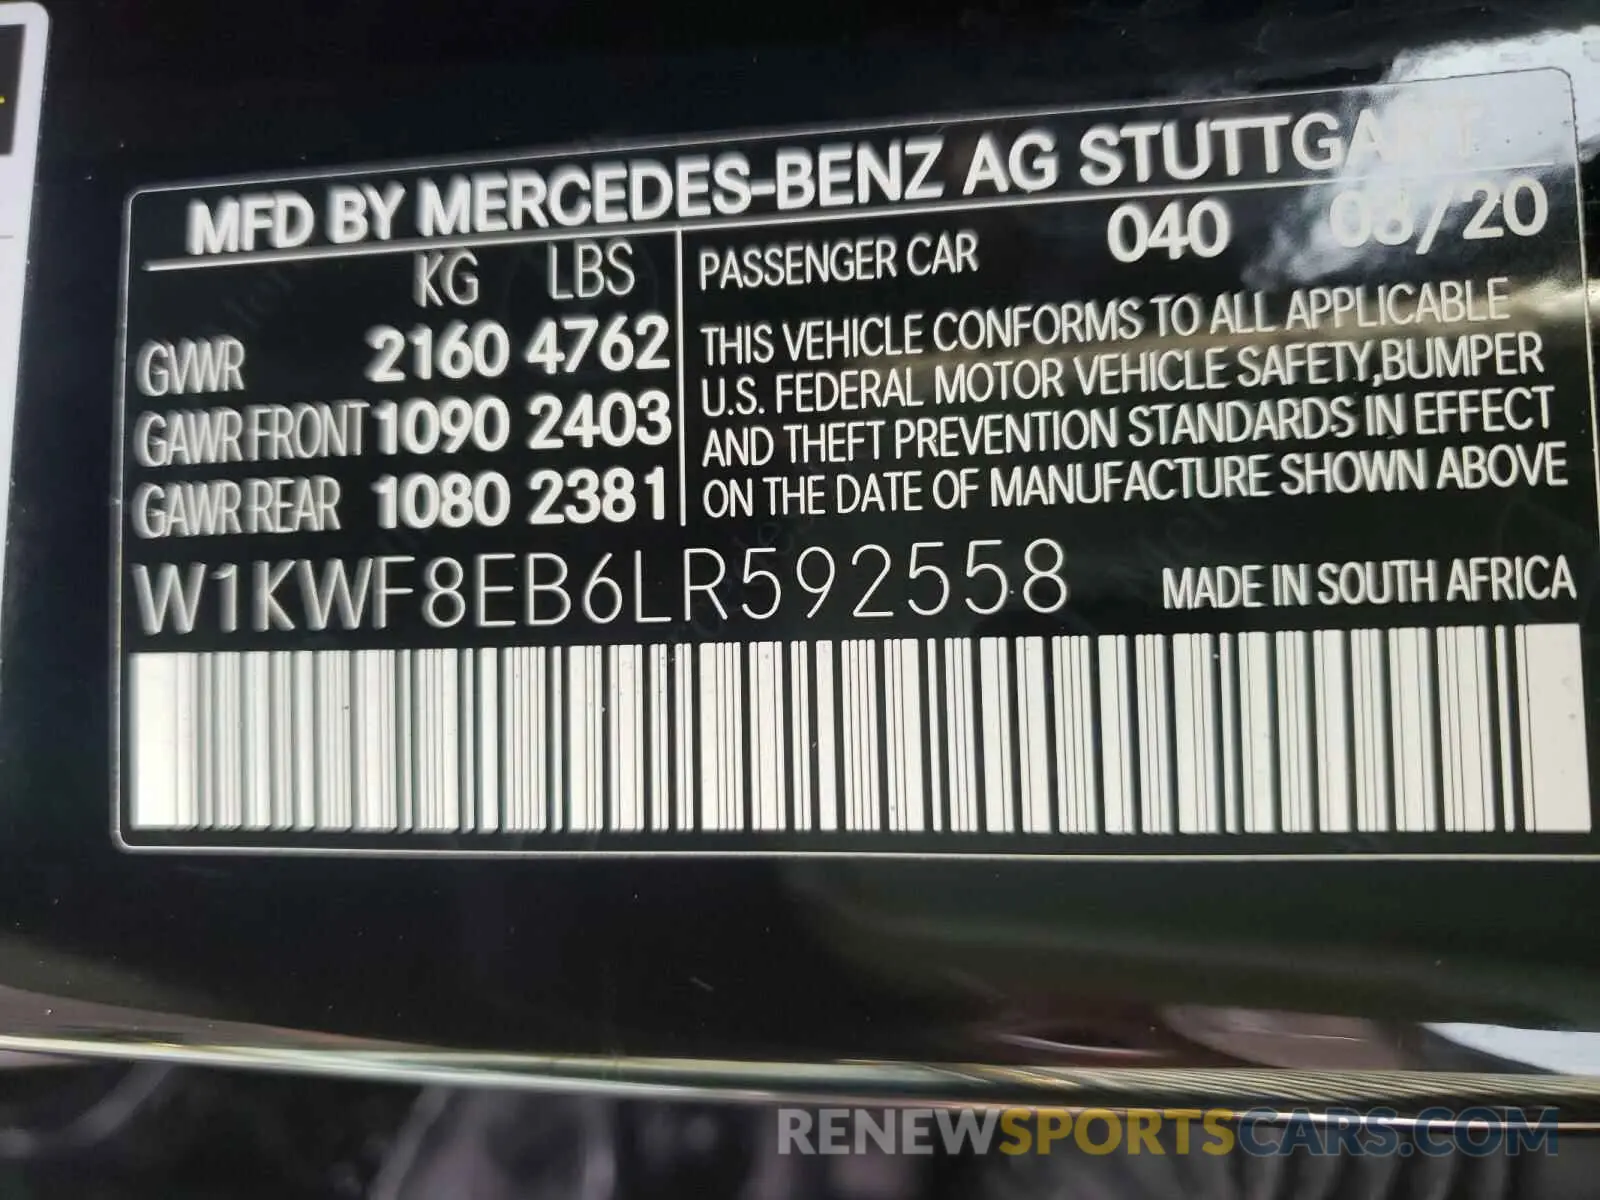 MFD BY MERCEDES-BENZ AG STUTTGART
KG LBS
GVWR 2160 4762
GAWR FRONT 1090 2403
GAWR REAR 1080 2381
PASSENGER CAR 040 03/20
THIS VEHICLE CONFORMS TO ALL APPLICABLE
U.S. FEDERAL MOTOR VEHICLE SAFETY,BUMPER
AND THEFT PREVENTION STANDARDS IN EFFECT
ON THE DATE OF MANUFACTURE SHOWN ABOVE
W1KWF8EB6LR592558 MADE IN SOUTH AFRICA
RENEWSPORTSCARS.COM